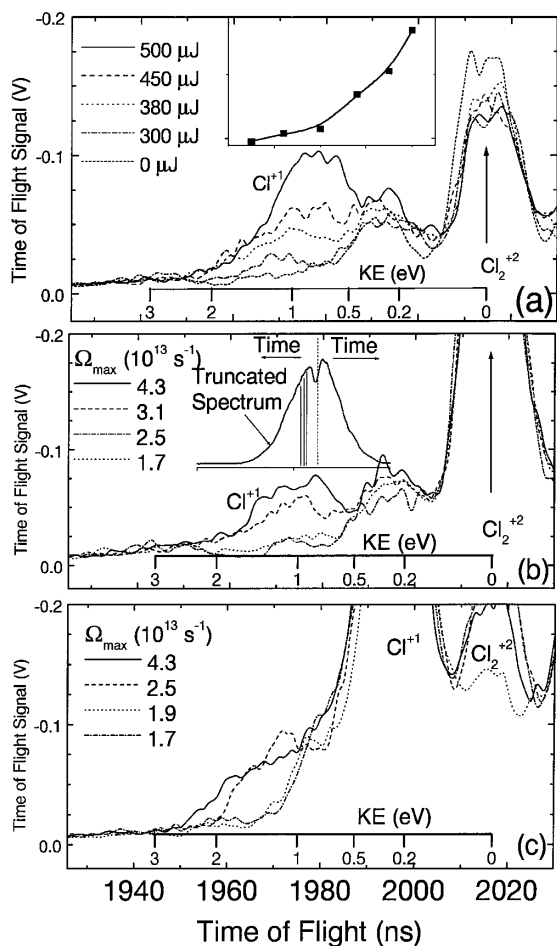 Time of Flight Signal (V)
-0.2
-0.1
0.0
500 μJ
450 μJ
380 μJ
300 μJ
0 μJ
Cl+1
Cl2+2
KE (eV)
3 2 1 0.5 0.2 0
(a)
Time of Flight Signal (V)
-0.2
-0.1
0.0
Ωmax (10^13 s^-1)
4.3
3.1
2.5
1.7
Time Time
Truncated
Spectrum
Cl+1
Cl2+2
KE (eV)
3 2 1 0.5 0.2 0
(b)
Time of Flight Signal (V)
-0.2
-0.1
0.0
Ωmax (10^13 s^-1)
4.3
2.5
1.9
1.7
Cl+1
Cl2+2
KE (eV)
3 2 1 0.5 0.2 0
(c)
1940 1960 1980 2000 2020
Time of Flight (ns)